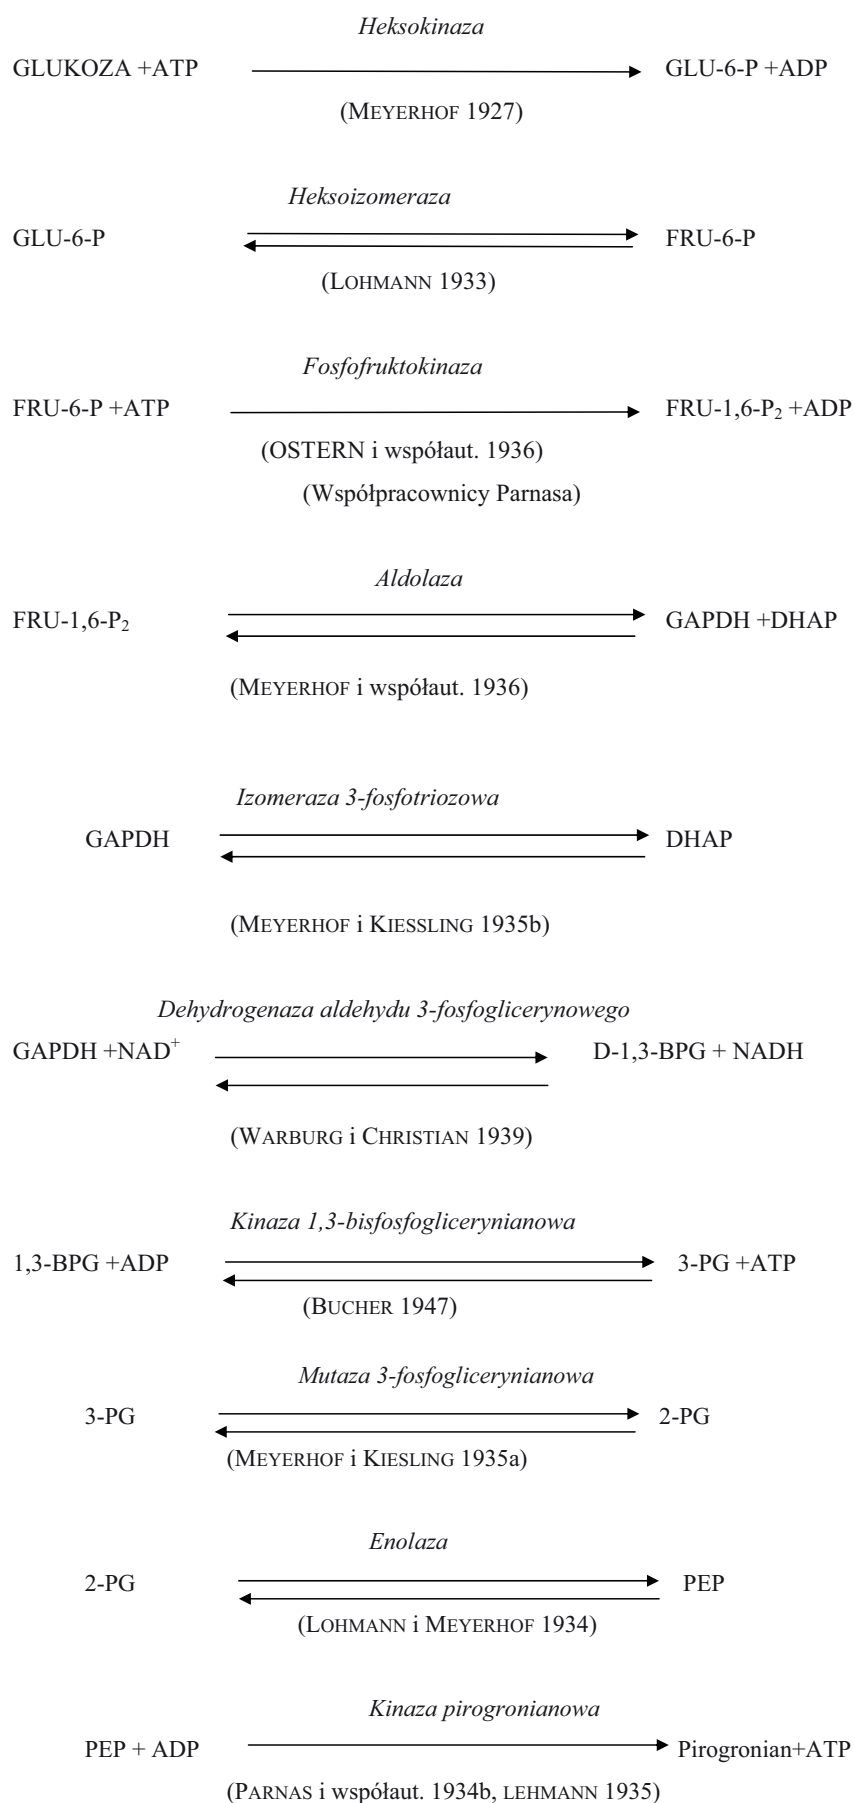 Heksokinaza
GLUKOZA +ATP GLU-6-P +ADP
(MEYERHOF 1927)
Heksoizomeraza
GLU-6-P FRU-6-P
(LOHMANN 1933)
Fosfofruktokinaza
FRU-6-P +ATP FRU-1,6-P₂ +ADP
(OSTERN i współaut. 1936)
(Współpracownicy Parnasa)
Aldolaza
FRU-1,6-P₂ GAPDH +DHAP
(MEYERHOF i współaut. 1936)
Izomeraza 3-fosfotriozowa
GAPDH DHAP
(MEYERHOF i KIESSLING 1935b)
Dehydrogenaza aldehydu 3-fosfoglicerynowego
GAPDH +NAD⁺ D-1,3-BPG + NADH
(WARBURG i CHRISTIAN 1939)
Kinaza 1,3-bisfosfoglicerynianowa
1,3-BPG +ADP 3-PG +ATP
(BUCHER 1947)
Mutaza 3-fosfoglicerynianowa
3-PG 2-PG
(MEYERHOF i KIESLING 1935a)
Enolaza
2-PG PEP
(LOHMANN i MEYERHOF 1934)
Kinaza pirogronianowa
PEP + ADP Pirogronian+ATP
(PARNAS i współaut. 1934b, LEHMANN 1935)